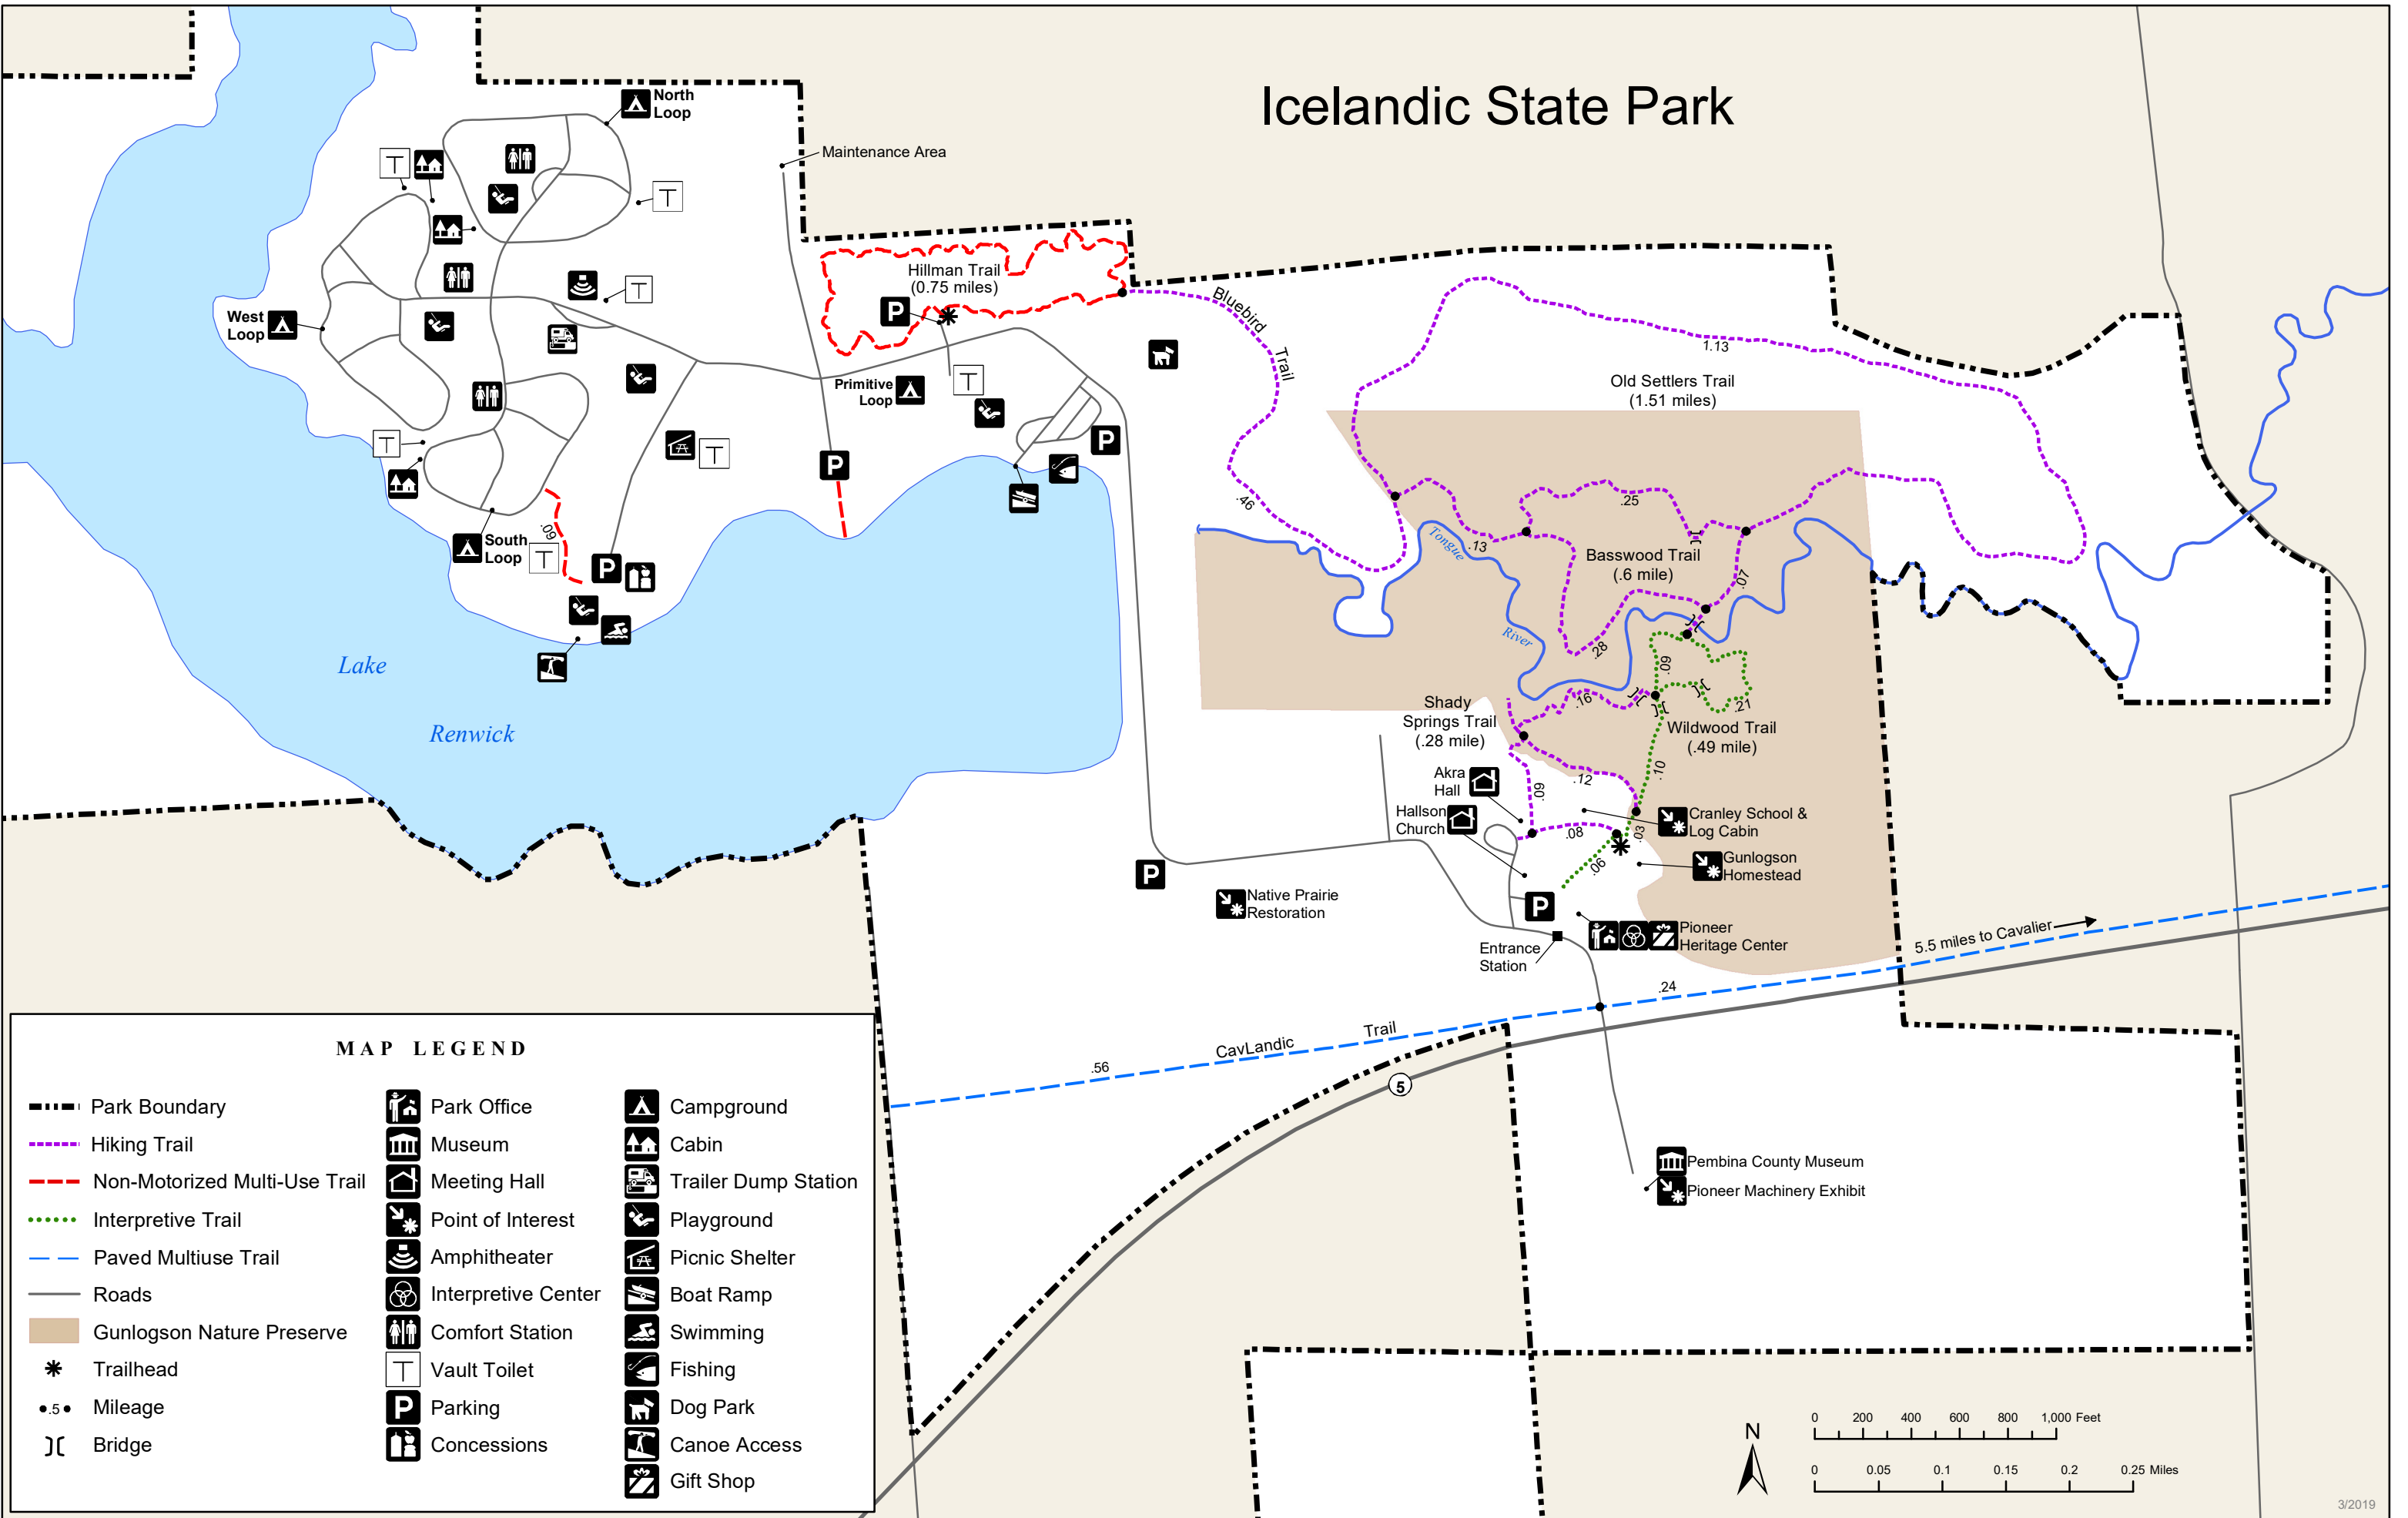 Icelandic State Park
North
Loop
Maintenance Area
West
Loop
Hillman Trail
(0.75 miles)
P
Bluebird
Trail
1.13
Old Settlers Trail
(1.51 miles)
Primitive
Loop
P
P
.46
.25
.13
Tongue
Basswood Trail
(.6 mile)
.07
South
Loop
.09
P
.28
River
.09
.16
.21
Lake
Renwick
Shady
Springs Trail
(.28 mile)
Wildwood Trail
(.49 mile)
.10
.12
Akra
Hall
.09
Hallson
Church
.08
.03
Cranley School &
Log Cabin
.06
Gunlogson
Homestead
P
Native Prairie
Restoration
P
Pioneer
Heritage Center
Entrance
Station
5.5 miles to Cavalier
.24
CavLandic
Trail
.56
5
Pembina County Museum
Pioneer Machinery Exhibit
MAP LEGEND
Park Boundary
Hiking Trail
Non-Motorized Multi-Use Trail
Interpretive Trail
Paved Multiuse Trail
Roads
Gunlogson Nature Preserve
Trailhead
.5 Mileage
Bridge
Park Office
Museum
Meeting Hall
Point of Interest
Amphitheater
Interpretive Center
Comfort Station
T Vault Toilet
P Parking
Concessions
Campground
Cabin
Trailer Dump Station
Playground
Picnic Shelter
Boat Ramp
Swimming
Fishing
Dog Park
Canoe Access
Gift Shop
N
0 200 400 600 800 1,000 Feet
0 0.05 0.1 0.15 0.2 0.25 Miles
3/2019